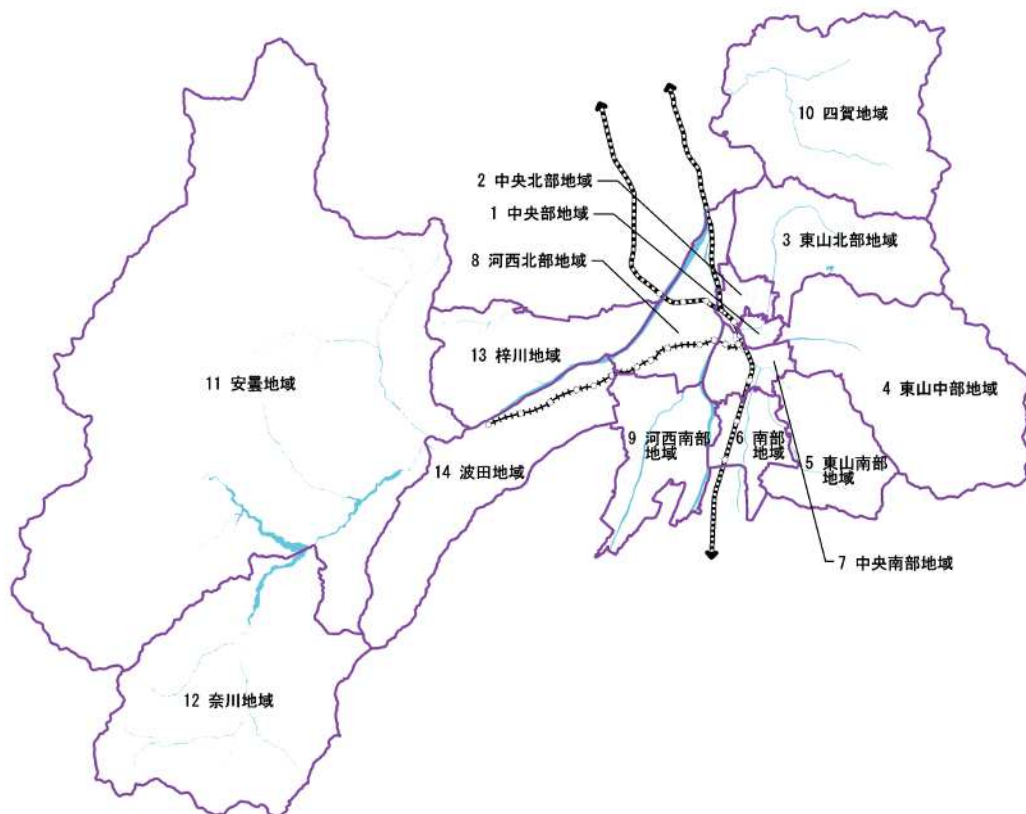 10 四賀地域
2 中央北部地域
1 中央部地域
3 東山北部地域
8 河西北部地域
13 梓川地域
11 安曇地域
4 東山中部地域
9 河西南部
地域
6 南部
地域
5 東山南部
地域
14 波田地域
7 中央南部地域
12 奈川地域